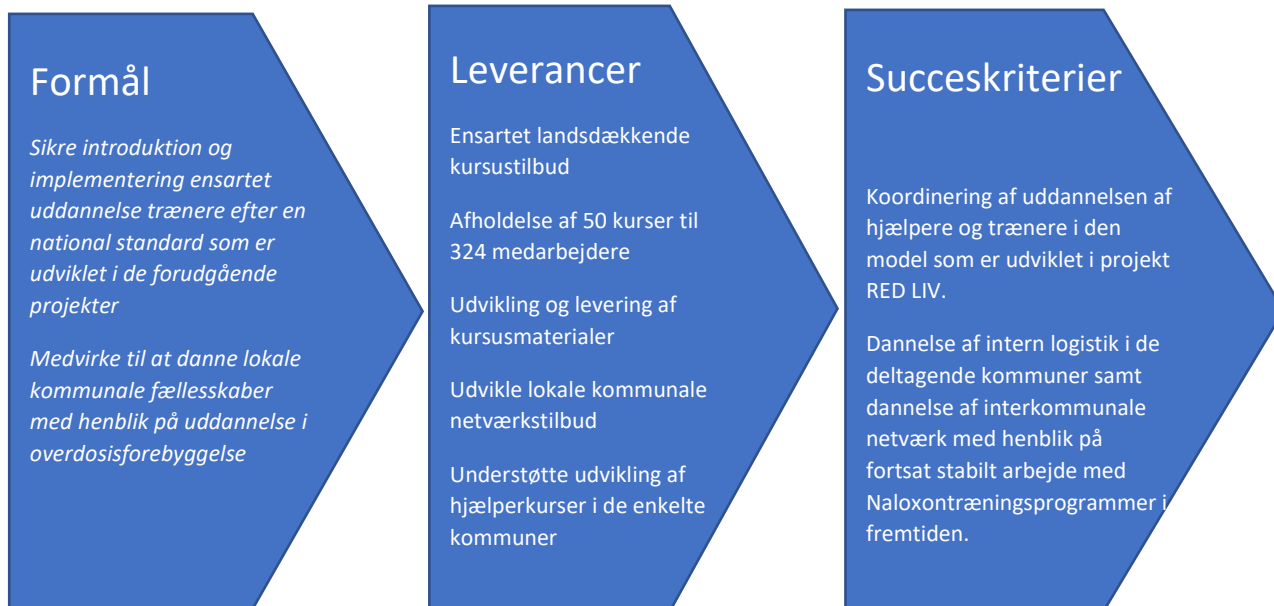 Formål
Sikre introduktion og
implementering ensartet
uddannelse trænere efter en
national standard som er
udviklet i de forudgående
projekter
Medvirke til at danne lokale
kommunale fællesskaber
med henblik på uddannelse i
overdosisforebyggelse
Leverancer
Ensartet landsdækkende
kursustilbud
Afholdelse af 50 kurser til
324 medarbejdere
Udvikling og levering af
kursusmaterialer
Udvikle lokale kommunale
netværkstilbud
Understøtte udvikling af
hjælperkurser i de enkelte
kommuner
Succeskriterier
Koordinering af uddannelsen af
hjælpere og trænere i den
model som er udviklet i projekt
RED LIV.
Dannelse af intern logistik i de
deltagende kommuner samt
dannelse af interkommunale
netværk med henblik på
fortsat stabilt arbejde med
Naloxontræningsprogrammer i
fremtiden.